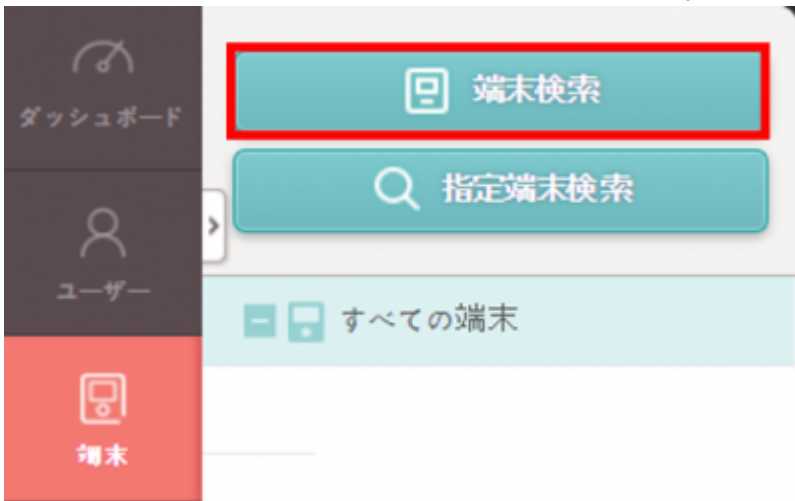 ダッシュボード
端末検索
指定端末検索
ユーザー
すべての端末
端末